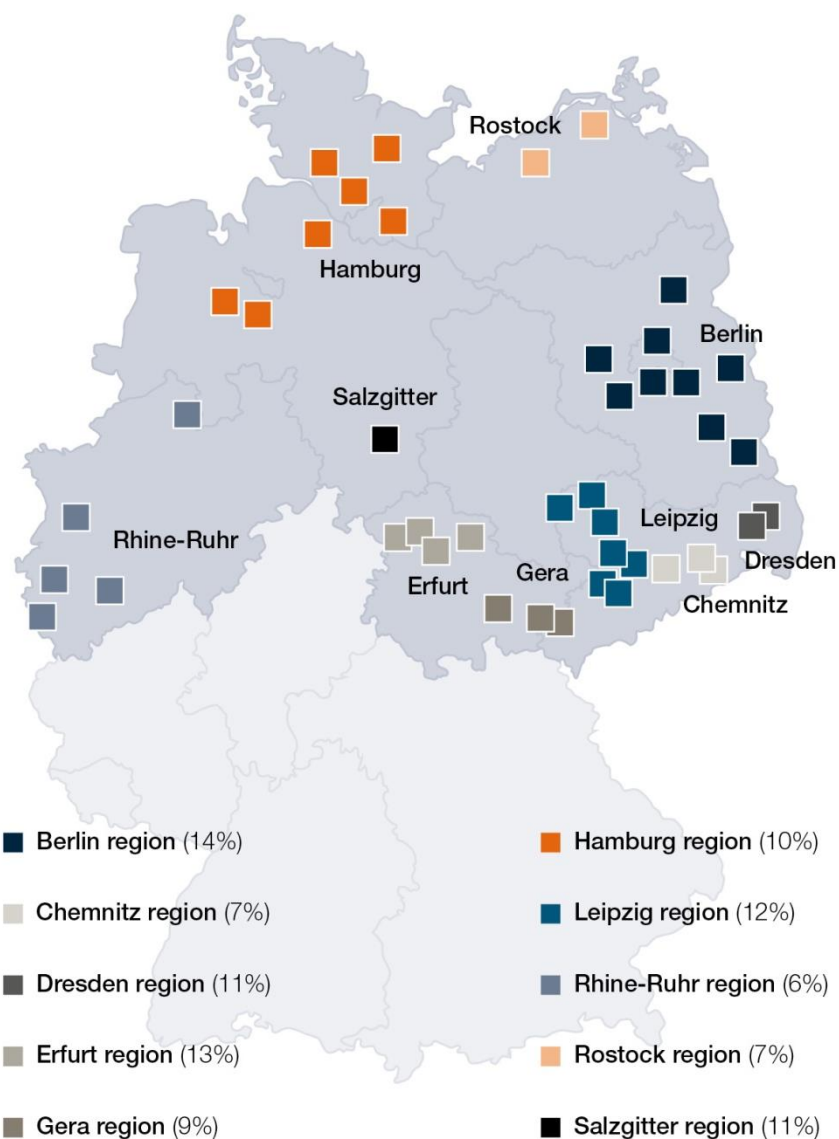 Rostock
Hamburg
Berlin
Salzgitter
Leipzig
Rhine-Ruhr
Dresden
Erfurt
Gera
Chemnitz
Berlin region (14%)
Chemnitz region (7%)
Dresden region (11%)
Erfurt region (13%)
Gera region (9%)
Hamburg region (10%)
Leipzig region (12%)
Rhine-Ruhr region (6%)
Rostock region (7%)
Salzgitter region (11%)